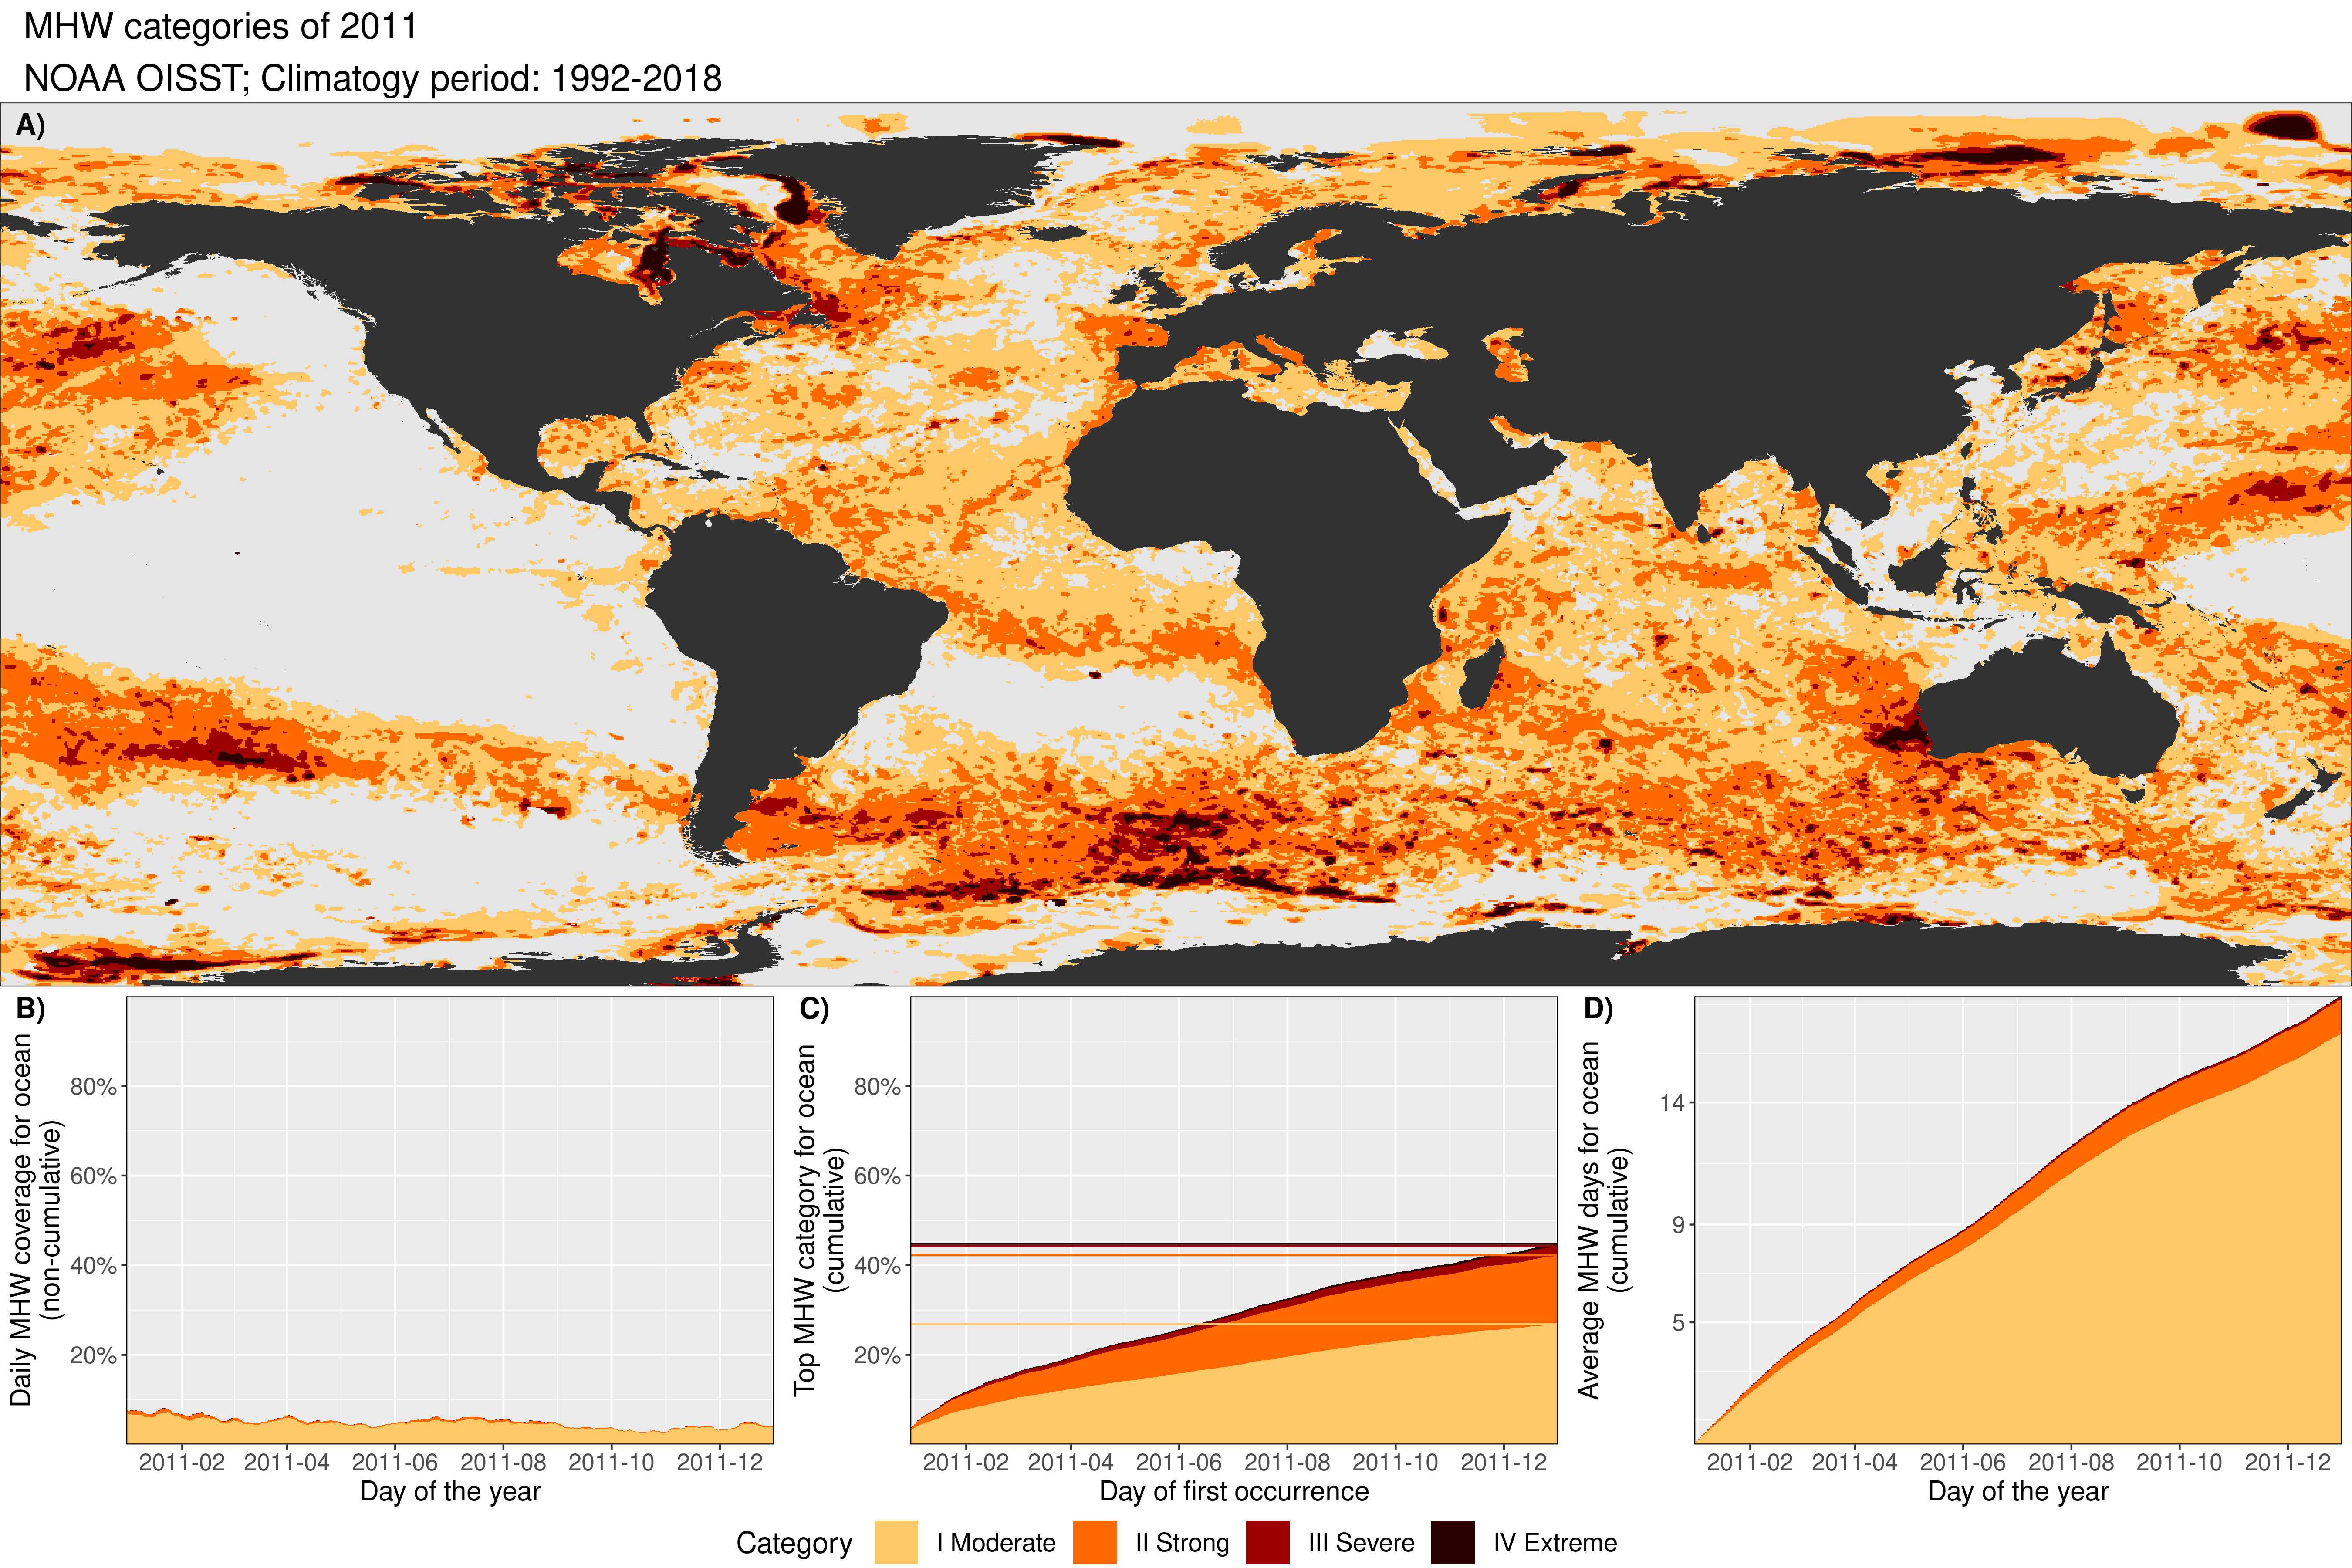 MHW categories of 2011
NOAA OISST; Climatogy period: 1992-2018
A)
B)
Daily MHW coverage for ocean
(non-cumulative)
80%
60%
40%
20%
2011-02 2011-04 2011-06 2011-08 2011-10 2011-12
Day of the year
C)
Top MHW category for ocean
(cumulative)
80%
60%
40%
20%
2011-02 2011-04 2011-06 2011-08 2011-10 2011-12
Day of first occurrence
D)
Average MHW days for ocean
(cumulative)
14
9
5
2011-02 2011-04 2011-06 2011-08 2011-10 2011-12
Day of the year
Category I Moderate II Strong III Severe IV Extreme